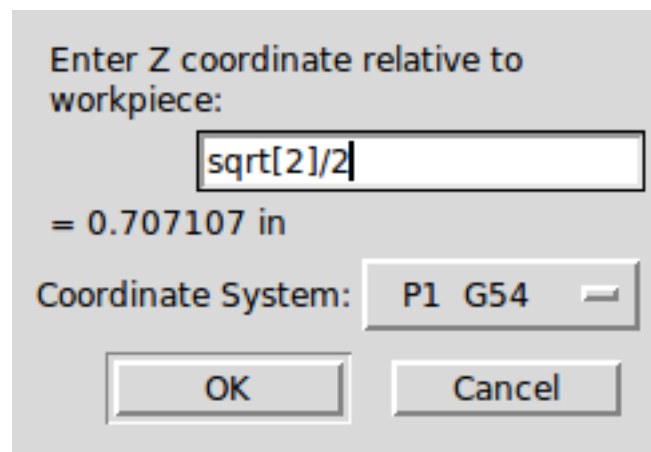 Enter Z coordinate relative to
workpiece:
sqrt[2]/2
= 0.707107 in
Coordinate System: P1 G54
OK Cancel